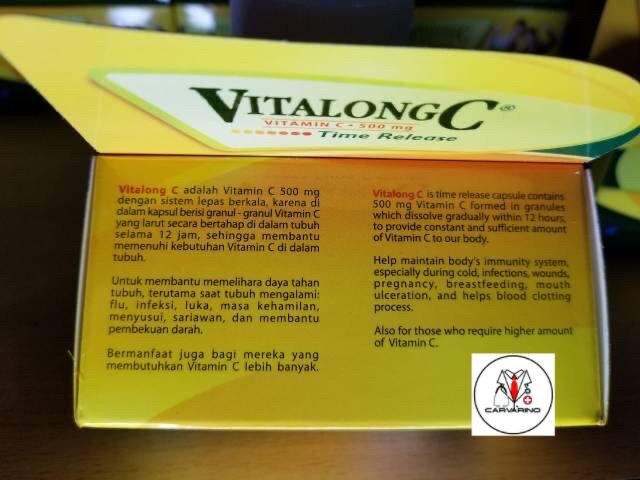 VITALONG C®
VITAMIN C • 500 mg
Time Release
Vitalong C adalah Vitamin C 500 mg
dengan sistem lepas berkala, karena di
dalam kapsul berisi granul - granul Vitamin C
yang larut secara bertahap di dalam tubuh
selama 12 jam, sehingga membantu
memenuhi kebutuhan Vitamin C di dalam
tubuh.
Untuk membantu memelihara daya tahan
tubuh, terutama saat tubuh mengalami:
flu, infeksi, luka, masa kehamilan,
menyusui, sariawan, dan membantu
pembekuan darah.
Bermanfaat juga bagi mereka yang
membutuhkan Vitamin C lebih banyak.
Vitalong C is time release capsule contains
500 mg Vitamin C formed in granules
which dissolve gradually within 12 hours,
to provide constant and sufficient amount
of Vitamin C to our body.
Help maintain body's immunity system,
especially during cold, infections, wounds,
pregnancy, breastfeeding, mouth
ulceration, and helps blood clotting
process.
Also for those who require higher amount
of Vitamin C.
CARVARINO